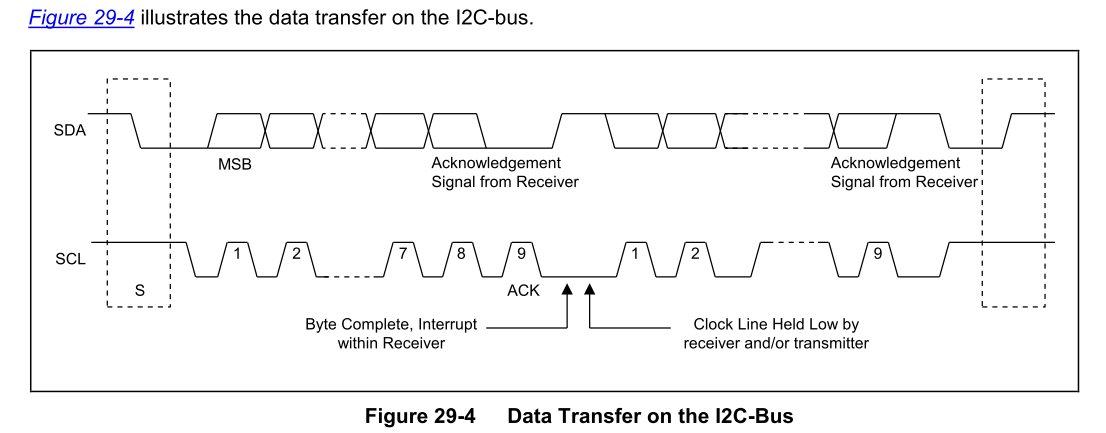 Figure 29-4 illustrates the data transfer on the I2C-bus.
SDA
MSB
Acknowledgement
Signal from Receiver
Acknowledgement
Signal from Receiver
SCL
1
2
7
8
9
1
2
9
S
ACK
Byte Complete, Interrupt
within Receiver
Clock Line Held Low by
receiver and/or transmitter
Figure 29-4 Data Transfer on the I2C-Bus